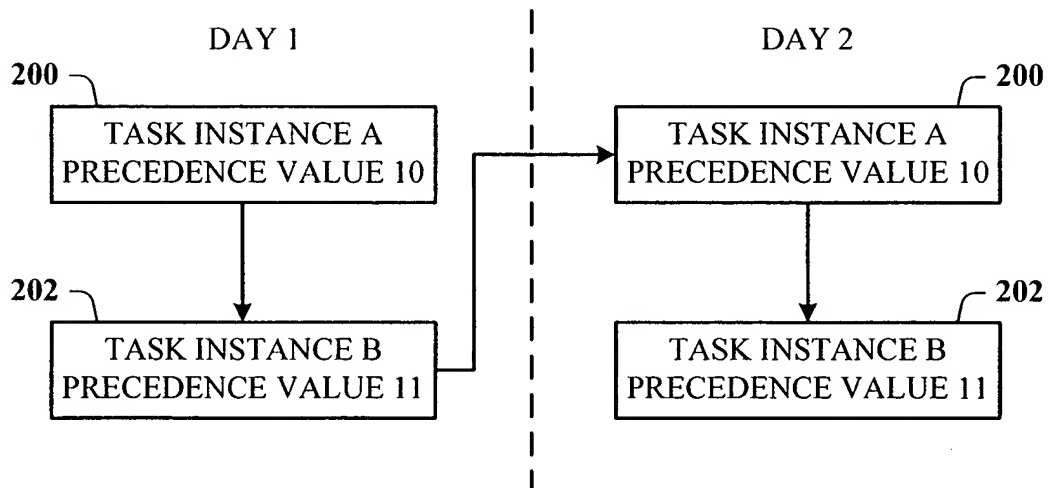 DAY 1
200
TASK INSTANCE A
PRECEDENCE VALUE 10
202
TASK INSTANCE B
PRECEDENCE VALUE 11
DAY 2
200
TASK INSTANCE A
PRECEDENCE VALUE 10
202
TASK INSTANCE B
PRECEDENCE VALUE 11